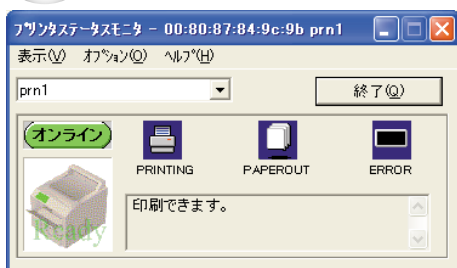 プリンタステータスモニタ - 00:80:87:84:9c:9b prn1
表示(V) オプション(O) ヘルプ(H)
prn1
終了(Q)
オンライン
PRINTING PAPEROUT ERROR
Ready
印刷できます。